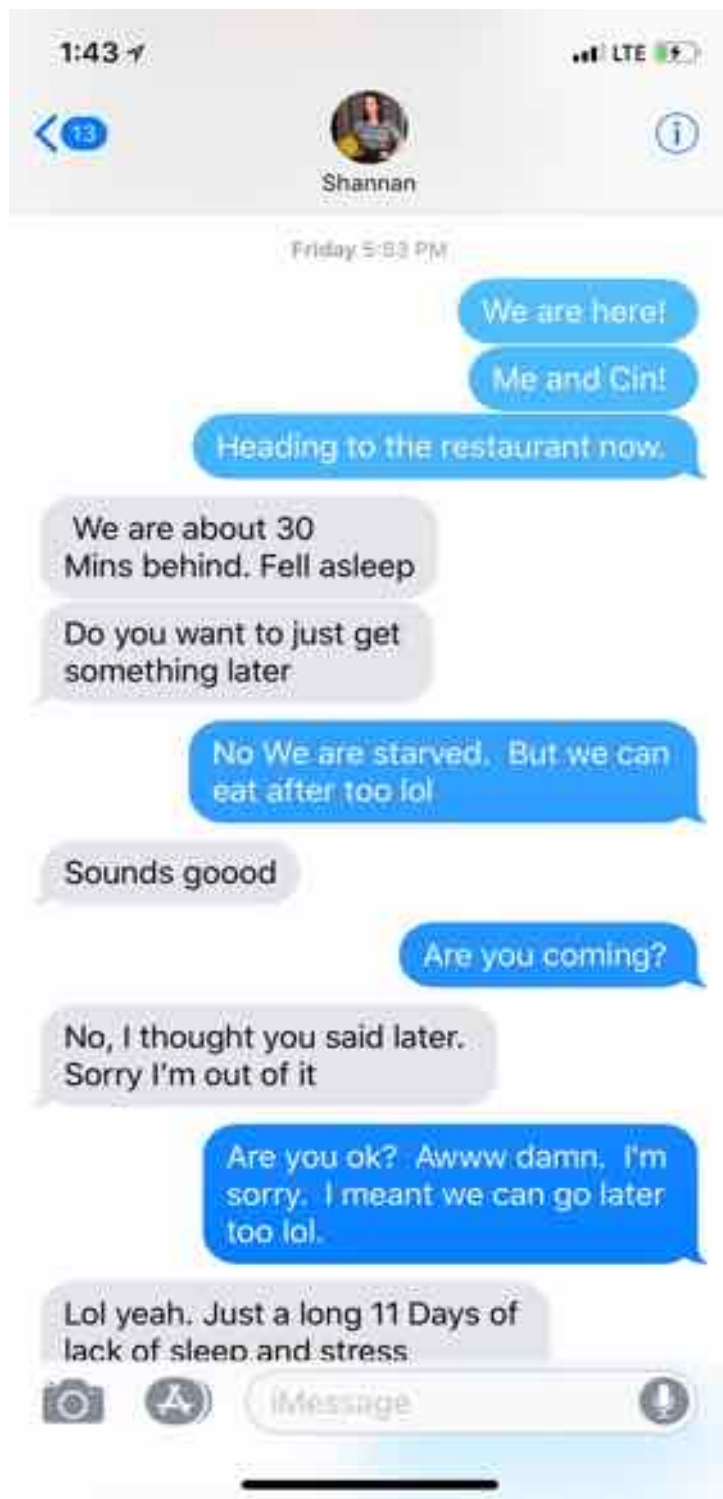 1:43
LTE
13
Shannan
Friday 5:53 PM
We are here!
Me and Cin!
Heading to the restaurant now.
We are about 30
Mins behind. Fell asleep
Do you want to just get
something later
No We are starved.  But we can
eat after too lol
Sounds goood
Are you coming?
No, I thought you said later.
Sorry I'm out of it
Are you ok?  Awww damn.  I'm
sorry.  I meant we can go later
too lol.
Lol yeah. Just a long 11 Days of
lack of sleep and stress
iMessage